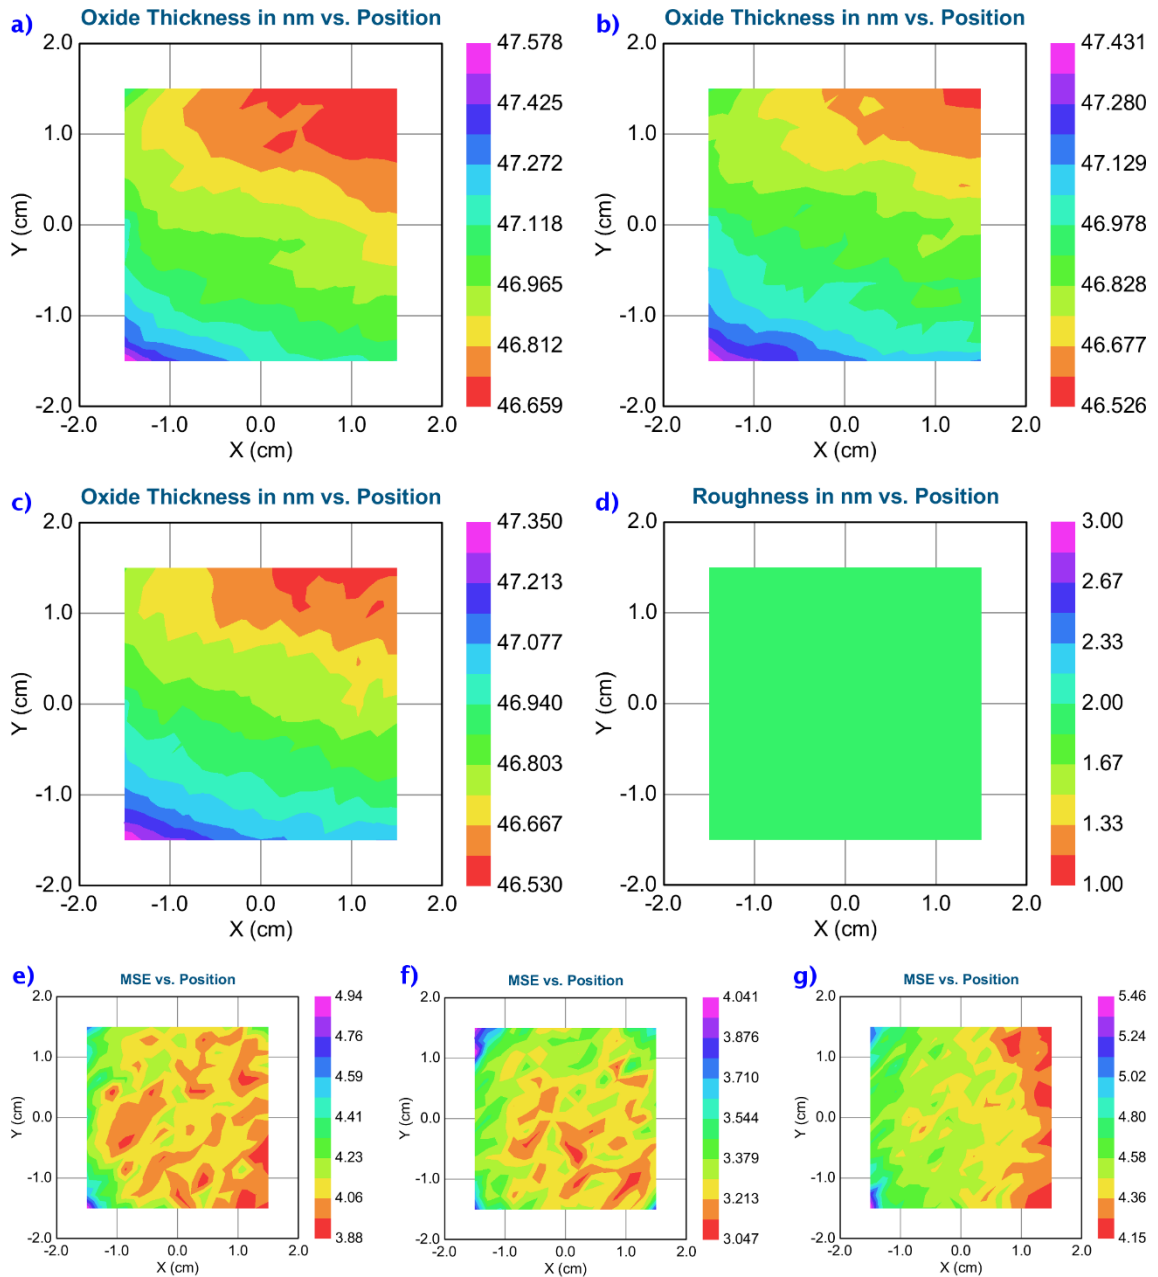 a)
Oxide Thickness in nm vs. Position
2.0
1.0
0.0
-1.0
-2.0
Y (cm)
-2.0 -1.0 0.0 1.0 2.0
X (cm)
47.578
47.425
47.272
47.118
46.965
46.812
46.659
b)
Oxide Thickness in nm vs. Position
2.0
1.0
0.0
-1.0
-2.0
Y (cm)
-2.0 -1.0 0.0 1.0 2.0
X (cm)
47.431
47.280
47.129
46.978
46.828
46.677
46.526
c)
Oxide Thickness in nm vs. Position
2.0
1.0
0.0
-1.0
-2.0
Y (cm)
-2.0 -1.0 0.0 1.0 2.0
X (cm)
47.350
47.213
47.077
46.940
46.803
46.667
46.530
d)
Roughness in nm vs. Position
2.0
1.0
0.0
-1.0
-2.0
Y (cm)
-2.0 -1.0 0.0 1.0 2.0
X (cm)
3.00
2.67
2.33
2.00
1.67
1.33
1.00
e)
MSE vs. Position
2.0
1.0
0.0
-1.0
-2.0
Y (cm)
-2.0 -1.0 0.0 1.0 2.0
X (cm)
4.94
4.76
4.59
4.41
4.23
4.06
3.88
f)
MSE vs. Position
2.0
1.0
0.0
-1.0
-2.0
Y (cm)
-2.0 -1.0 0.0 1.0 2.0
X (cm)
4.041
3.876
3.710
3.544
3.379
3.213
3.047
g)
MSE vs. Position
2.0
1.0
0.0
-1.0
-2.0
Y (cm)
-2.0 -1.0 0.0 1.0 2.0
X (cm)
5.46
5.24
5.02
4.80
4.58
4.36
4.15